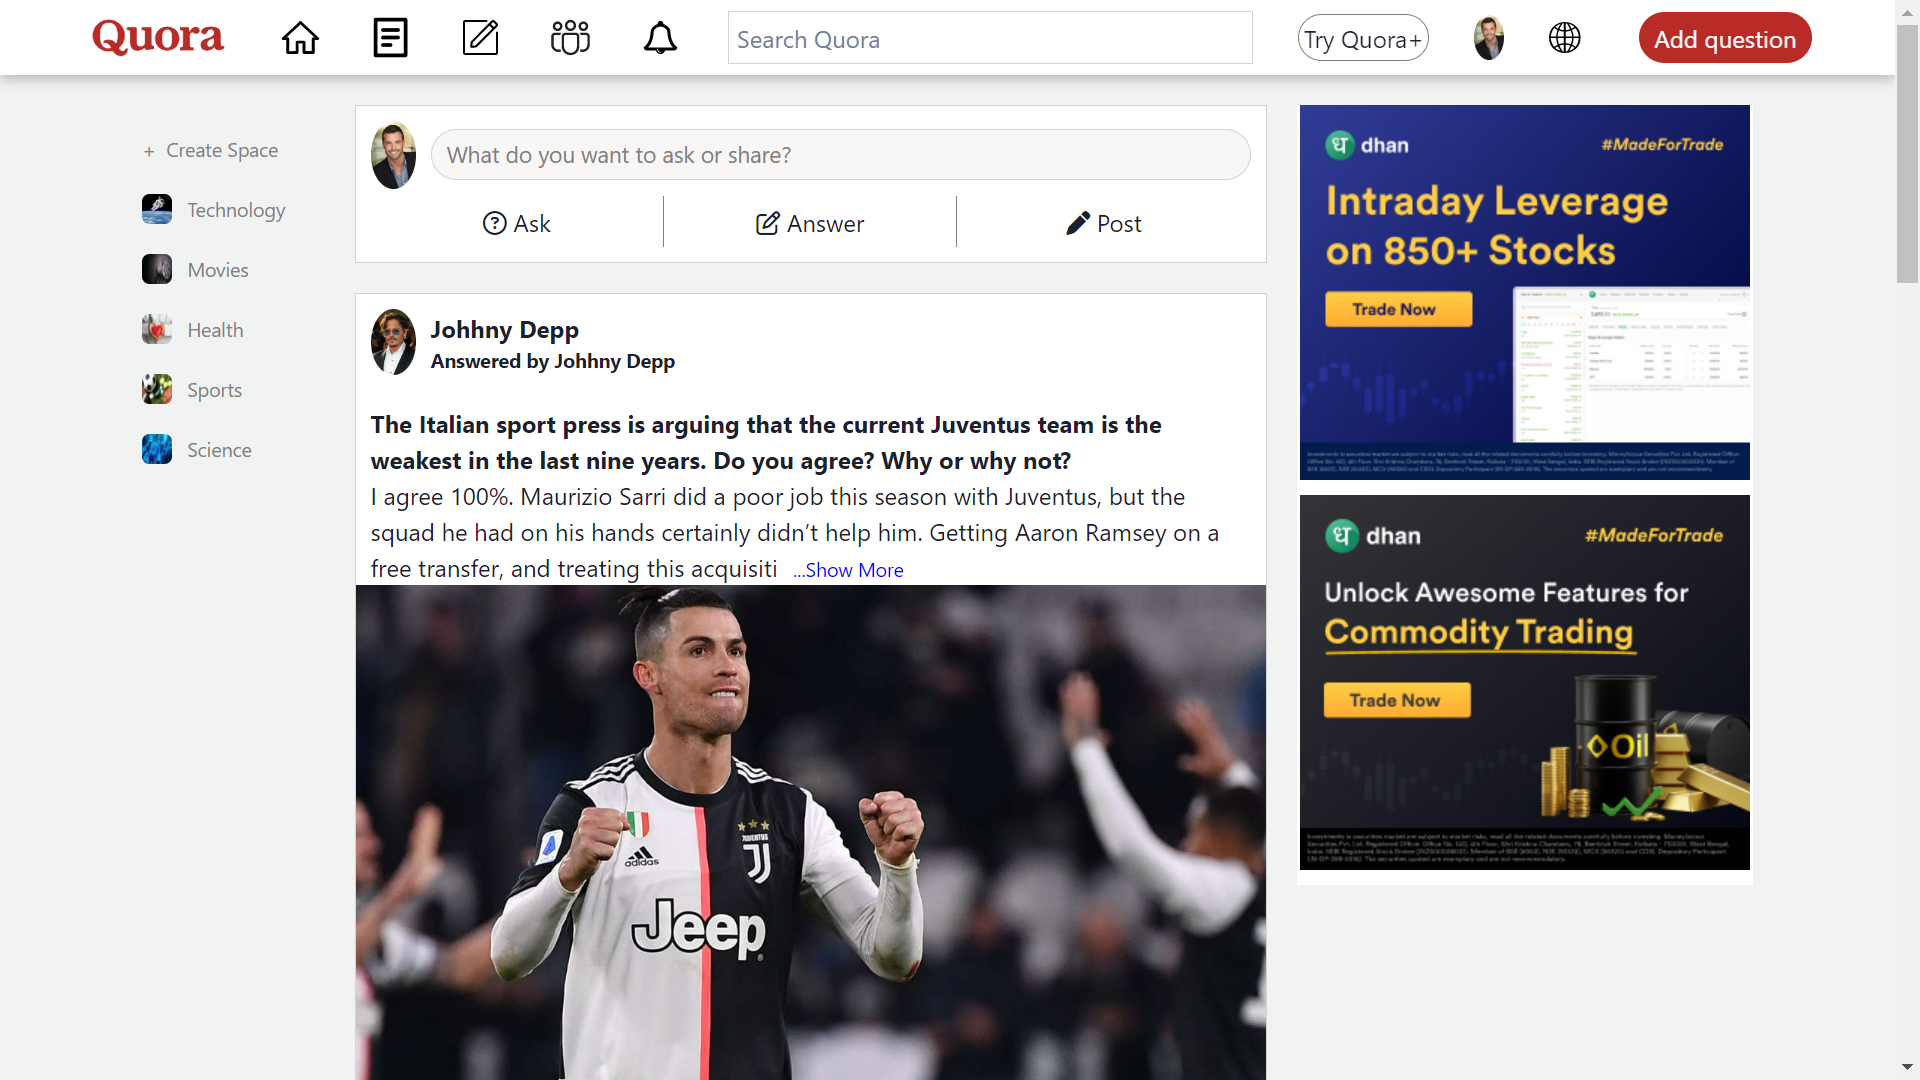 Quora
Search Quora
Try Quora+
Add question
+ Create Space
Technology
Movies
Health
Sports
Science
What do you want to ask or share?
Ask
Answer
Post
Johhny Depp
Answered by Johhny Depp
The Italian sport press is arguing that the current Juventus team is the
weakest in the last nine years. Do you agree? Why or why not?
I agree 100%. Maurizio Sarri did a poor job this season with Juventus, but the
squad he had on his hands certainly didn’t help him. Getting Aaron Ramsey on a
free transfer, and treating this acquisiti ...Show More
adidas
JUVENTUS
Jeep
ध dhan
#MadeForTrade
Intraday Leverage
on 850+ Stocks
Trade Now
ध dhan
#MadeForTrade
Unlock Awesome Features for
Commodity Trading
Trade Now
Oil